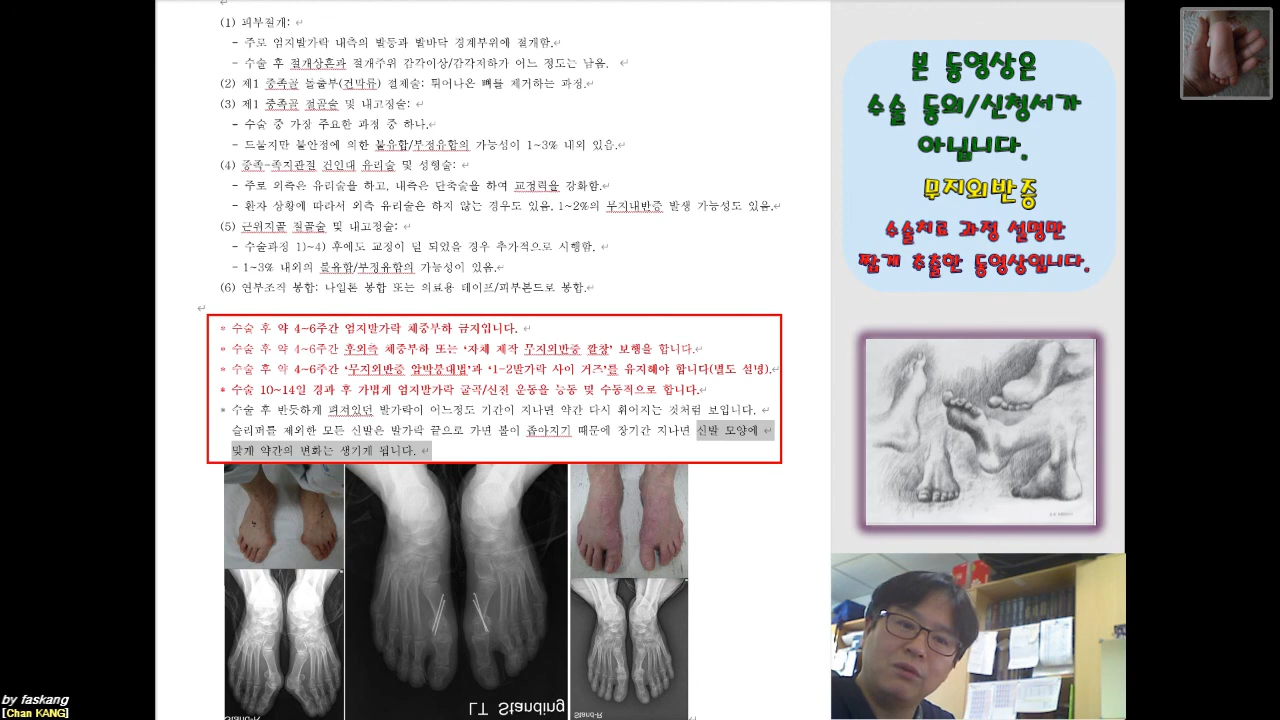 (1) 피부절개:
- 주로 엄지발가락 내측의 발등과 발바닥 경계부위에 절개함.
- 수술 후 절개상흔과 절개주위 감각이상/감각저하가 어느 정도는 남음.
(2) 제1 중족골 돌출부(건막류) 절제술: 튀어나온 뼈를 제거하는 과정.
(3) 제1 중족골 절골술 및 내고정술:
- 수술 중 가장 주요한 과정 중 하나.
- 드물지만 불안정에 의한 불유합/부정유합의 가능성이 1~3% 내외 있음.
(4) 중족-족지관절 건인대 유리술 및 성형술:
- 주로 외측은 유리술을 하고, 내측은 단축술을 하여 교정력을 강화함.
- 환자 상황에 따라서 외측 유리술은 하지 않는 경우도 있음. 1~2%의 무지내반증 발생 가능성도 있음.
(5) 근위지골 절골술 및 내고정술:
- 수술과정 1)~4) 후에도 교정이 덜 되었을 경우 추가적으로 시행함.
- 1~3% 내외의 불유합/부정유합의 가능성이 있음.
(6) 연부조직 봉합: 나일론 봉합 또는 의료용 테이프/피부본드로 봉합.
* 수술 후 약 4~6주간 엄지발가락 체중부하 금지입니다.
* 수술 후 약 4~6주간 후외측 체중부하 또는 ‘자체 제작 무지외반증 깔창’ 보행을 합니다.
* 수술 후 약 4~6주간 ‘무지외반증 압박붕대법’과 ‘1-2발가락 사이 거즈’를 유지해야 합니다(별도 설명).
* 수술 10~14일 경과 후 가볍게 엄지발가락 굴곡/신전 운동을 능동 및 수동적으로 합니다.
* 수술 후 반듯하게 펴져있던 발가락이 어느정도 기간이 지나면 약간 다시 휘어지는 것처럼 보입니다.
슬리퍼를 제외한 모든 신발은 발가락 끝으로 가면 볼이 좁아지기 때문에 장기간 지나면 신발 모양에
맞게 약간의 변화는 생기게 됩니다.
LT Standing
Stand-R
Stand-R
본 동영상은
수술 동의/신청서가
아닙니다.
무지외반증
수술치료 과정 설명만
짧게 추출한 동영상입니다.
by faskang
[Chan KANG]